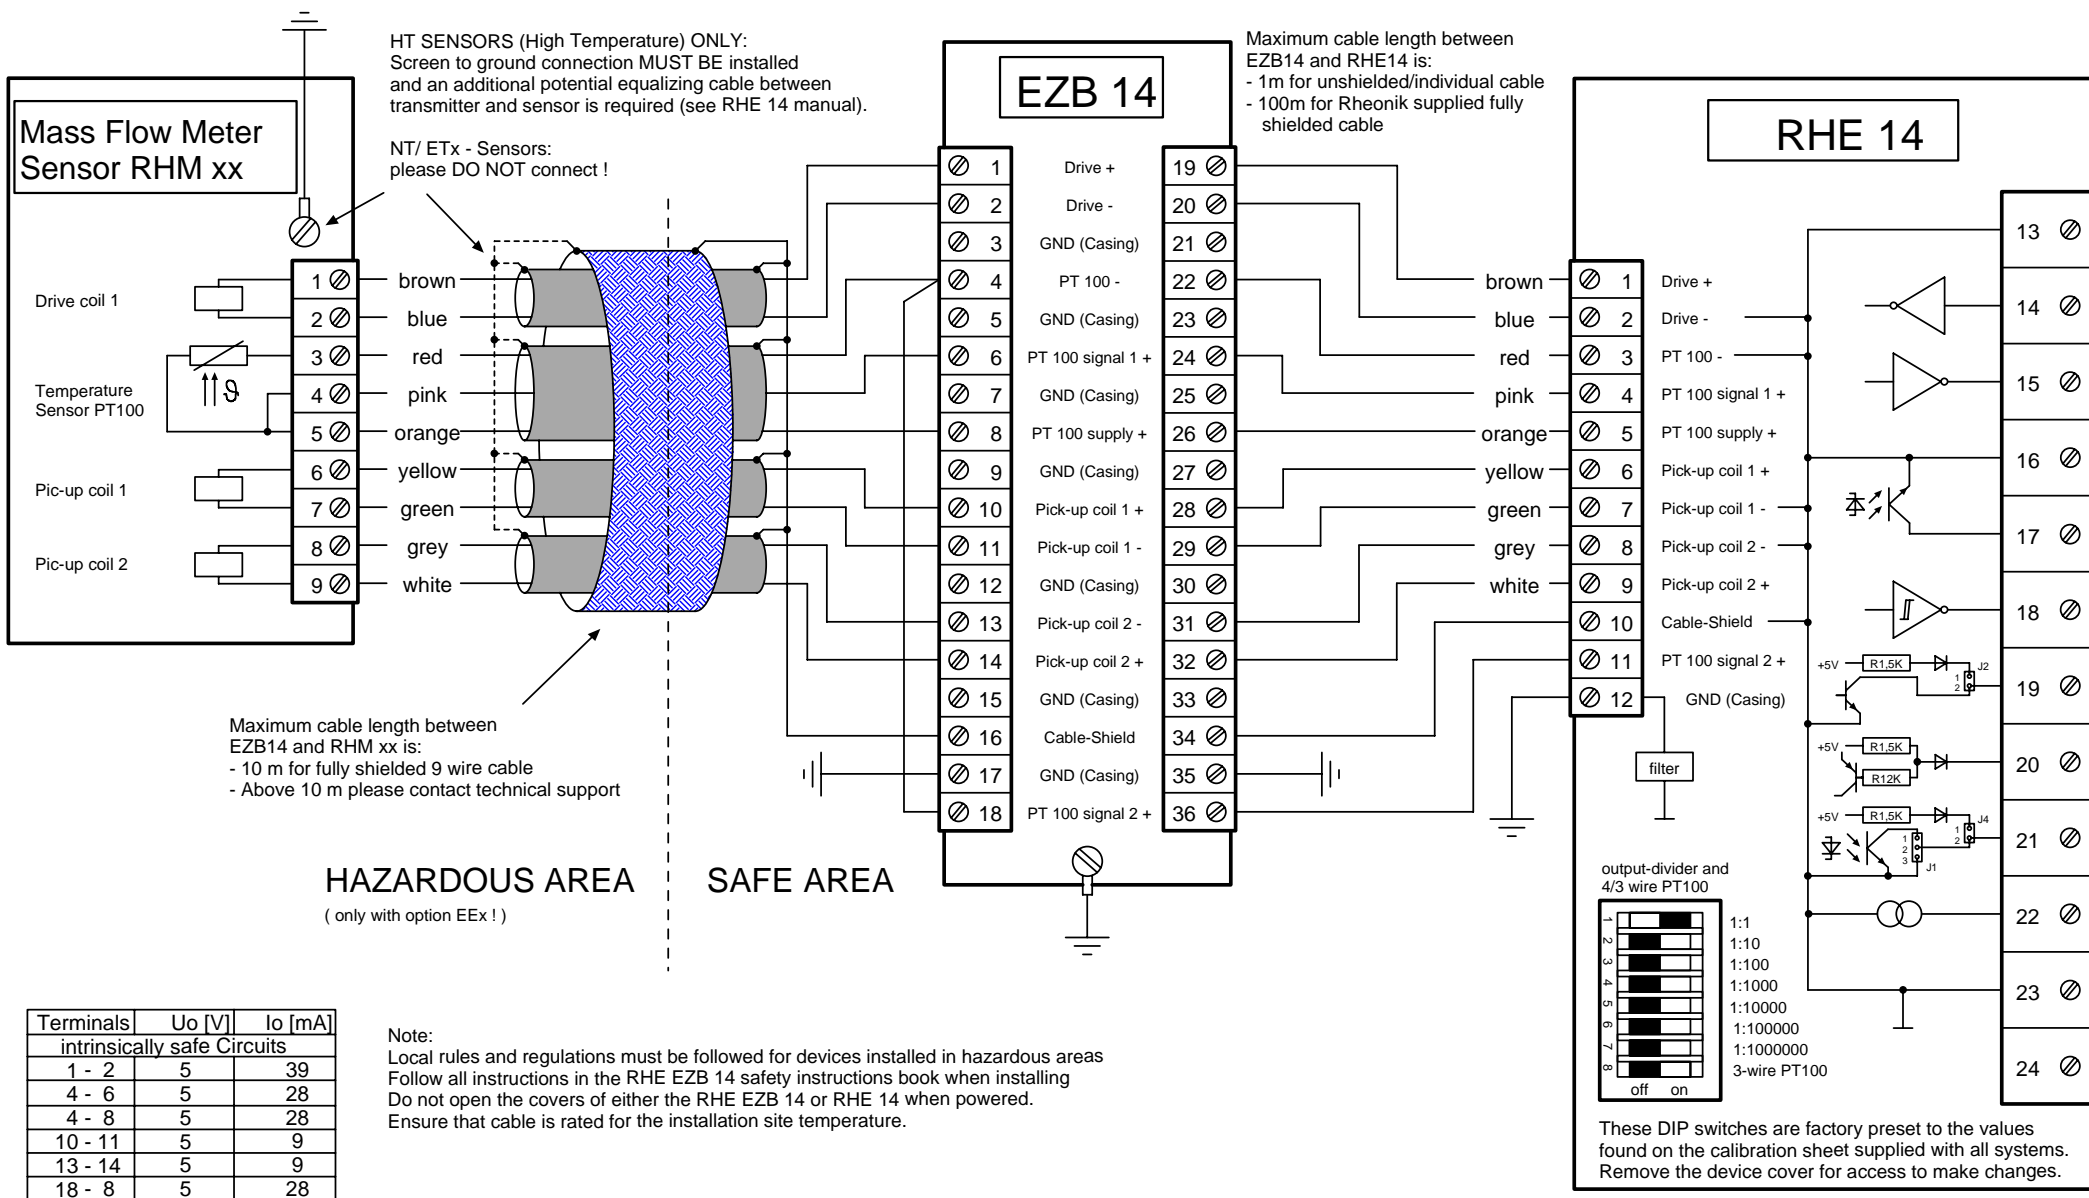 HT SENSORS (High Temperature) ONLY:
Screen to ground connection MUST BE installed
and an additional potential equalizing cable between
transmitter and sensor is required (see RHE 14 manual).
NT/ ETx - Sensors:
please DO NOT connect !
Mass Flow Meter
Sensor RHM xx
Drive coil 1
Temperature
Sensor PT100
ϑ
Pic-up coil 1
Pic-up coil 2
1 brown
2 blue
3 red
4 pink
5 orange
6 yellow
7 green
8 grey
9 white
Maximum cable length between
EZB14 and RHM xx is:
- 10 m for fully shielded 9 wire cable
- Above 10 m please contact technical support
HAZARDOUS AREA
( only with option EEx ! )
SAFE AREA
EZB 14
1 Drive + 19
2 Drive - 20
3 GND (Casing) 21
4 PT 100 - 22
5 GND (Casing) 23
6 PT 100 signal 1 + 24
7 GND (Casing) 25
8 PT 100 supply + 26
9 GND (Casing) 27
10 Pick-up coil 1 + 28
11 Pick-up coil 1 - 29
12 GND (Casing) 30
13 Pick-up coil 2 - 31
14 Pick-up coil 2 + 32
15 GND (Casing) 33
16 Cable-Shield 34
17 GND (Casing) 35
18 PT 100 signal 2 + 36
Maximum cable length between
EZB14 and RHE14 is:
- 1m for unshielded/individual cable
- 100m for Rheonik supplied fully
shielded cable
RHE 14
brown 1 Drive +
blue 2 Drive -
red 3 PT 100 -
pink 4 PT 100 signal 1 +
orange 5 PT 100 supply +
yellow 6 Pick-up coil 1 +
green 7 Pick-up coil 1 -
grey 8 Pick-up coil 2 -
white 9 Pick-up coil 2 +
10 Cable-Shield
11 PT 100 signal 2 +
12 GND (Casing)
filter
13
14
15
16
17
18
+5V R1,5K 1 2 J2
19
+5V R1,5K
R12K
20
+5V R1,5K 1 2 J4
1 2 3 J1
21
22
23
24
output-divider and
4/3 wire PT100
1 1:1
2 1:10
3 1:100
4 1:1000
5 1:10000
6 1:100000
7 1:1000000
8 3-wire PT100
off on
These DIP switches are factory preset to the values
found on the calibration sheet supplied with all systems.
Remove the device cover for access to make changes.
Terminals Uo [V] Io [mA]
intrinsically safe Circuits
1 - 2 5 39
4 - 6 5 28
4 - 8 5 28
10 - 11 5 9
13 - 14 5 9
18 - 8 5 28
Note:
Local rules and regulations must be followed for devices installed in hazardous areas
Follow all instructions in the RHE EZB 14 safety instructions book when installing
Do not open the covers of either the RHE EZB 14 or RHE 14 when powered.
Ensure that cable is rated for the installation site temperature.